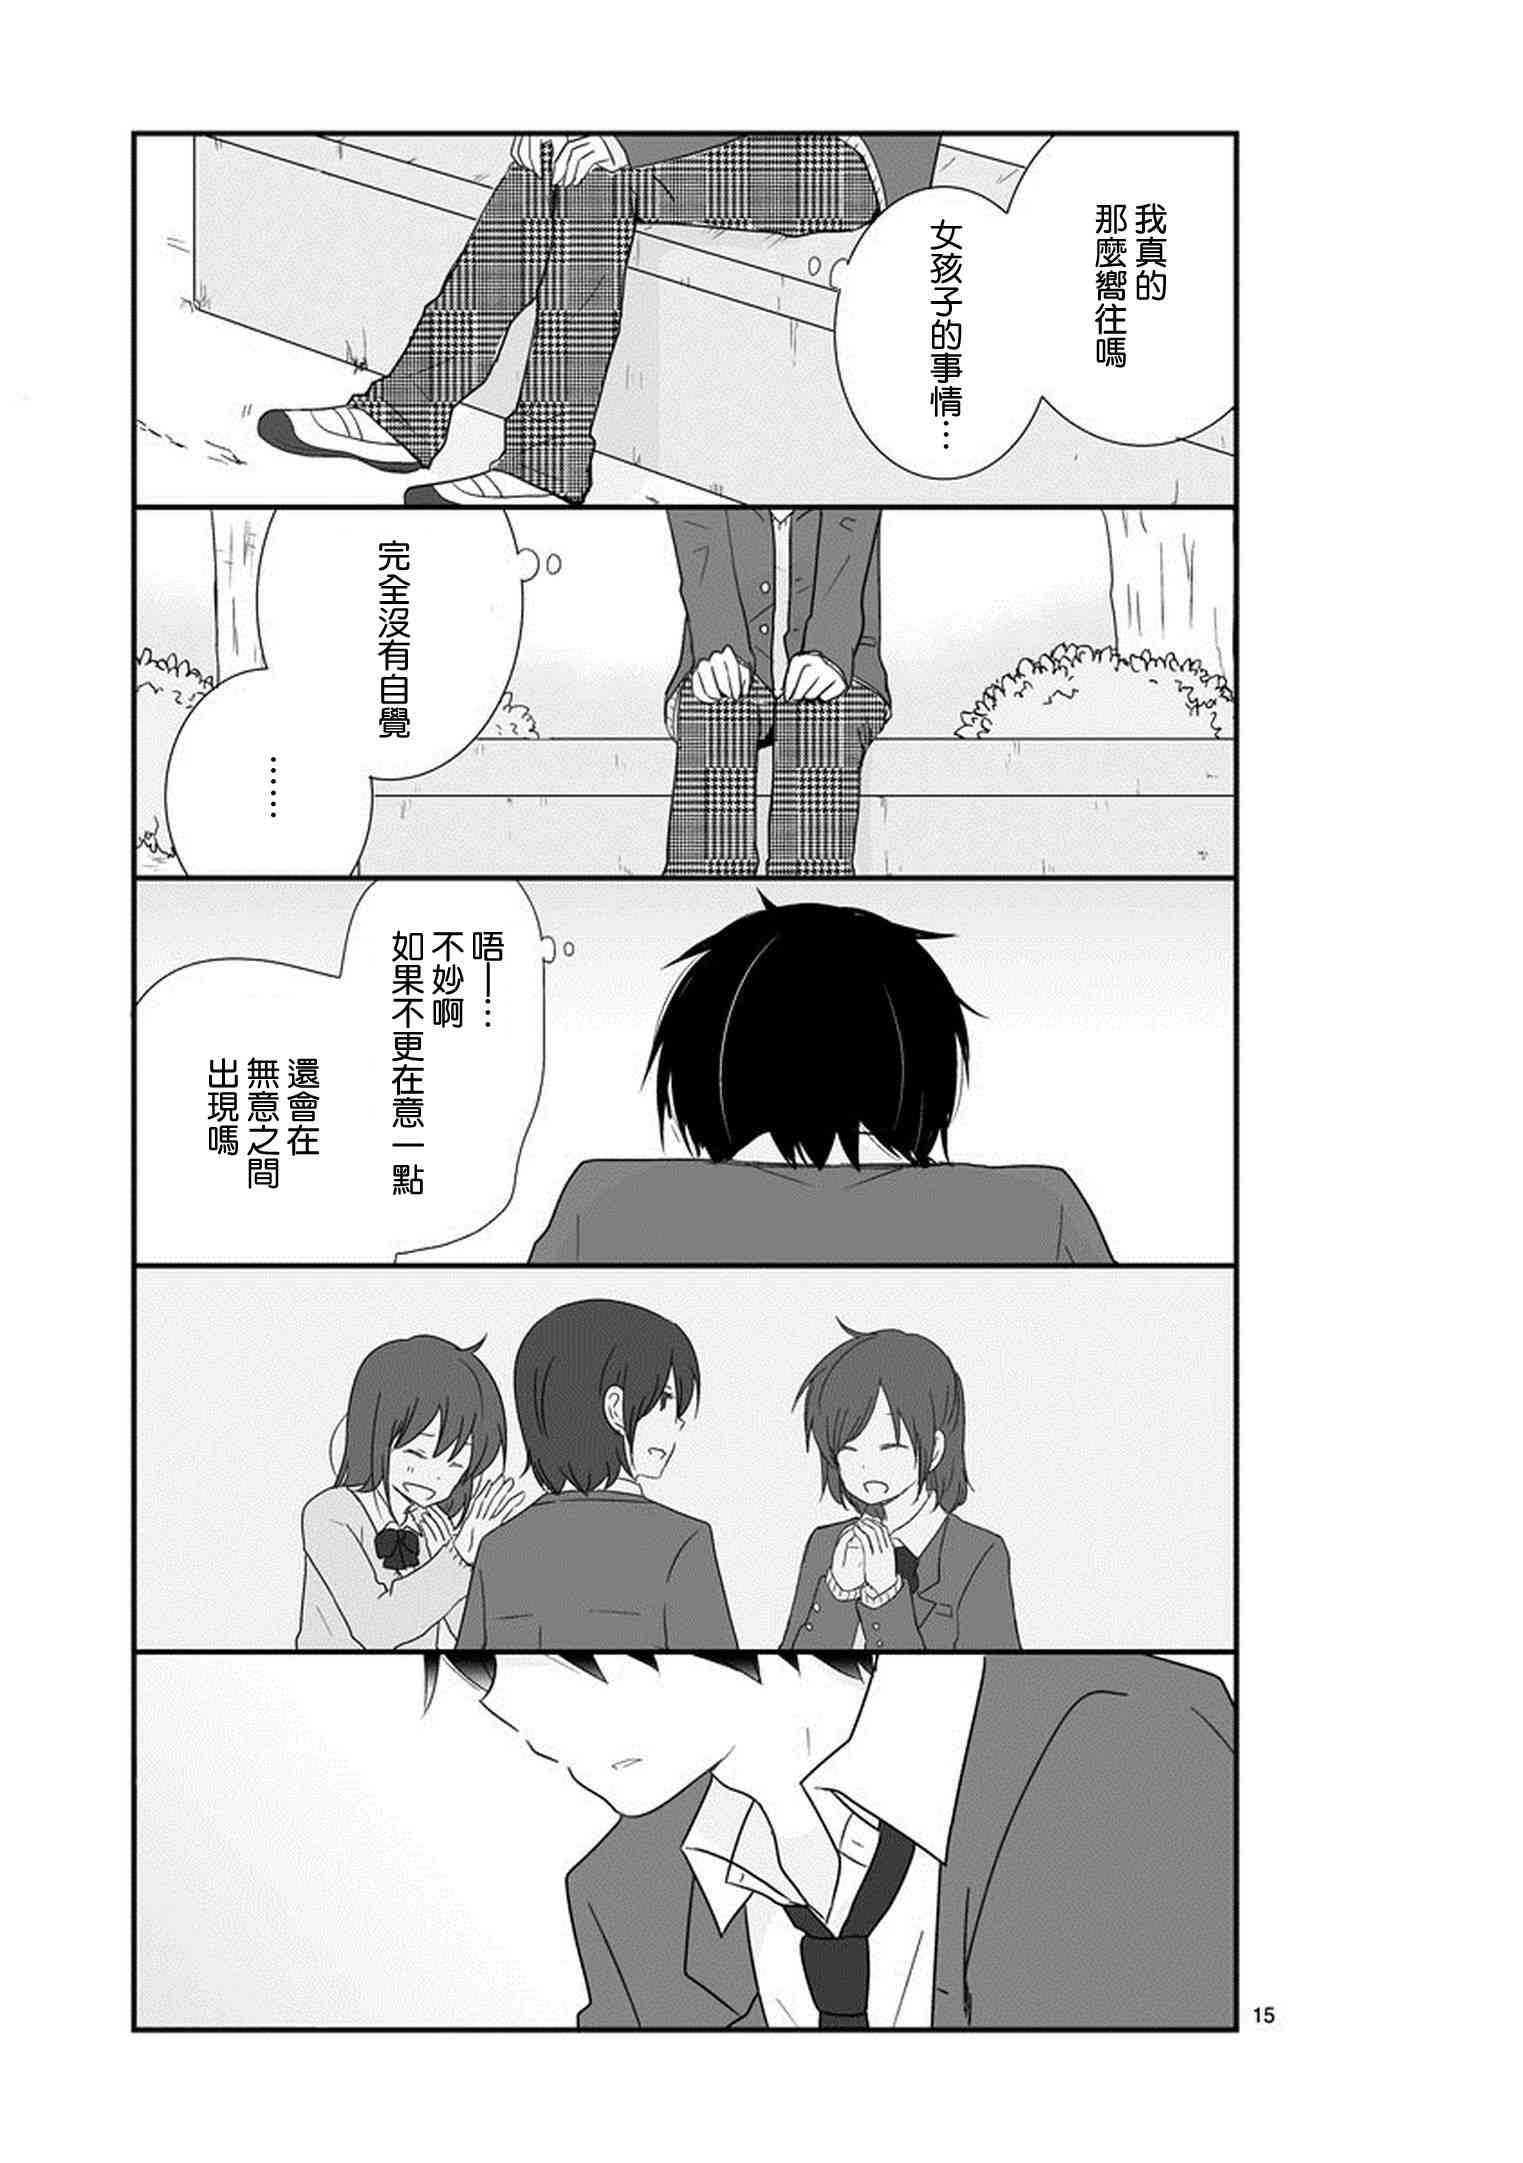 我真的
那麼嚮往嗎
女孩子的事情…
完全沒有自覺
……
唔—…
不妙啊
如果不更在意一點
還會在
無意之間
出現嗎
15